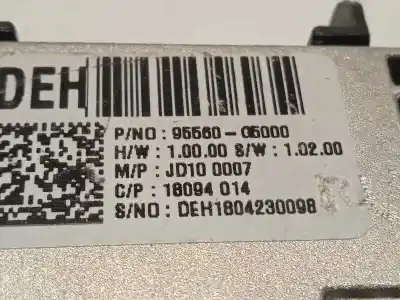 DEH
P/NO : 95560-G5000
H/W : 1.00.00 S/W : 1.02.00
M/P : JD10 0007
C/P : 18094 014
S/NO : DEH1804230098